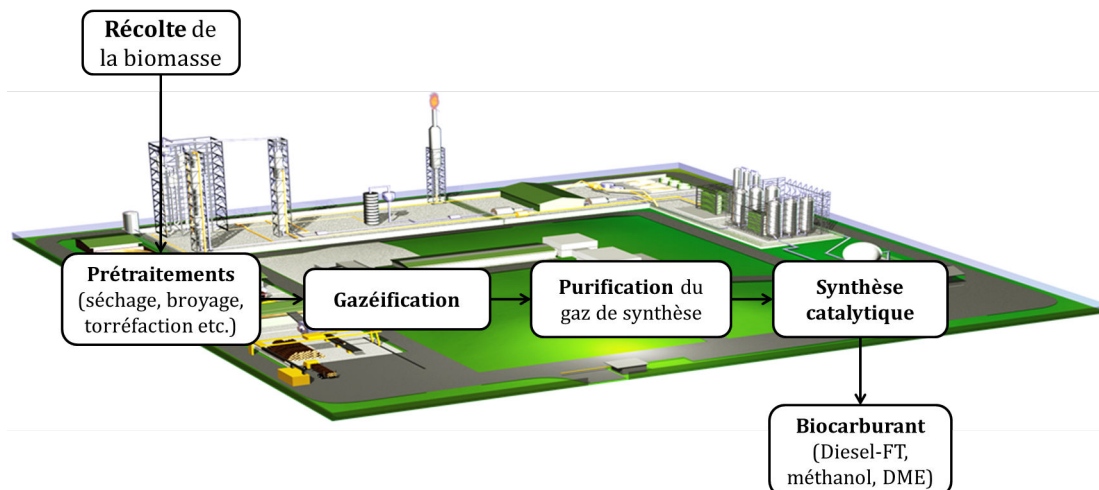 Récolte de
la biomasse
Prétraitements
(séchage, broyage,
torréfaction etc.)
Gazéification
Purification du
gaz de synthèse
Synthèse
catalytique
Biocarburant
(Diesel-FT,
méthanol, DME)